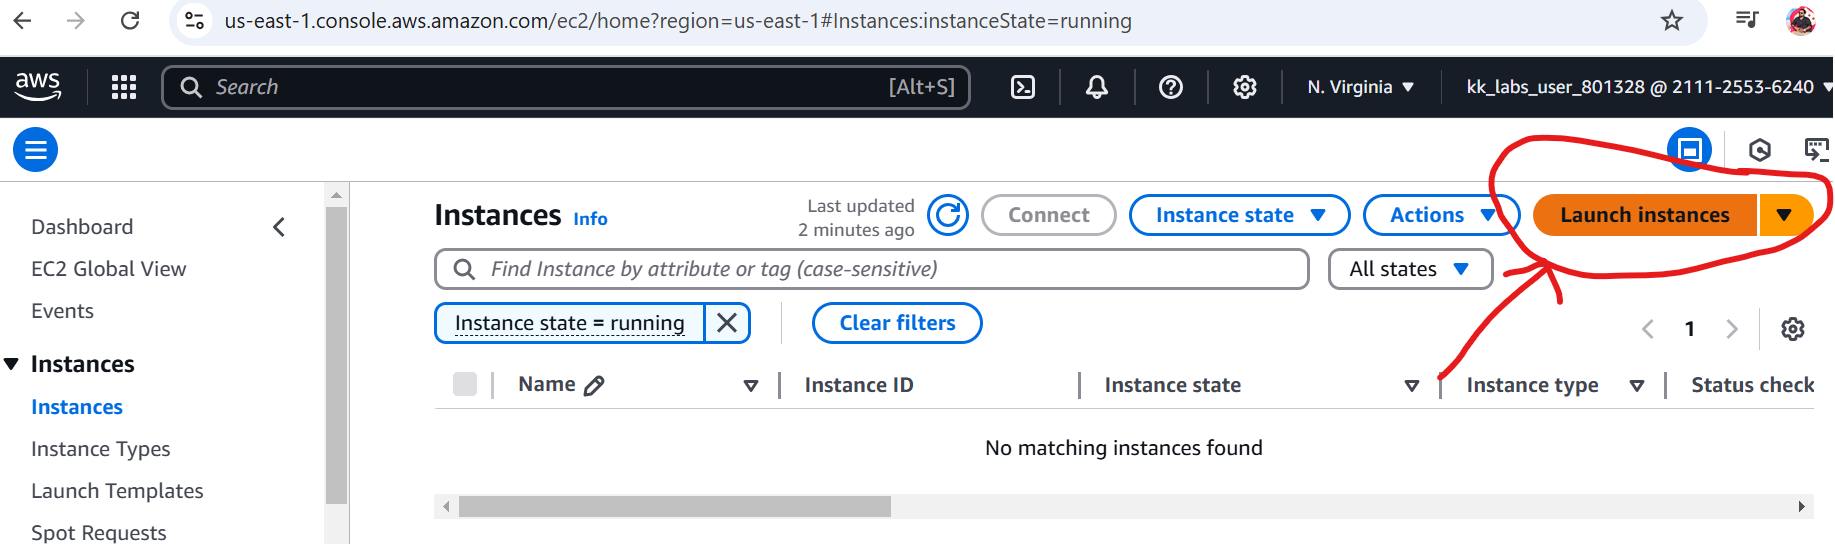 us-east-1.console.aws.amazon.com/ec2/home?region=us-east-1#Instances:instanceState=running
aws
Search
[Alt+S]
N. Virginia
kk_labs_user_801328 @ 2111-2553-6240
Dashboard
EC2 Global View
Events
Instances
Instances
Instance Types
Launch Templates
Spot Requests
Instances Info
Last updated
2 minutes ago
Connect
Instance state
Actions
Launch instances
Find Instance by attribute or tag (case-sensitive)
All states
Instance state = running
Clear filters
1
Name
Instance ID
Instance state
Instance type
Status check
No matching instances found